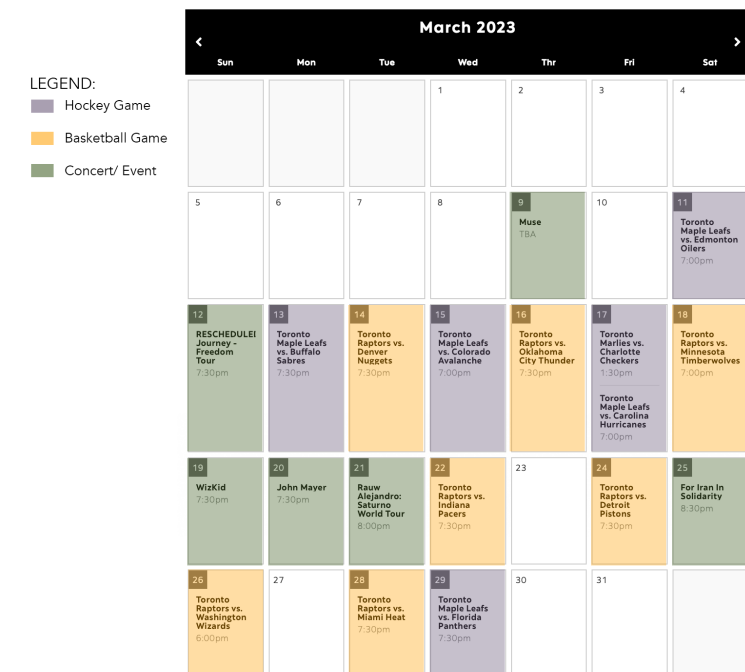 March 2023
Sun Mon Tue Wed Thr Fri Sat
LEGEND:
Hockey Game
Basketball Game
Concert/ Event
1 2 3 4
5 6 7 8 9 10 11
Muse
TBA
Toronto
Maple Leafs
vs. Edmonton
Oilers
7:00pm
12 13 14 15 16 17 18
RESCHEDULE
Journey -
Freedom
Tour
7:30pm
Toronto
Maple Leafs
vs. Buffalo
Sabres
7:30pm
Toronto
Raptors vs.
Denver
Nuggets
7:30pm
Toronto
Maple Leafs
vs. Colorado
Avalanche
7:00pm
Toronto
Raptors vs.
Oklahoma
City Thunder
7:30pm
Toronto
Marlies vs.
Charlotte
Checkers
1:30pm
Toronto
Maple Leafs
vs. Carolina
Hurricanes
7:00pm
Toronto
Raptors vs.
Minnesota
Timberwolves
7:00pm
19 20 21 22 23 24 25
WizKid
7:30pm
John Mayer
7:30pm
Rauw
Alejandro:
Saturno
World Tour
8:00pm
Toronto
Raptors vs.
Indiana
Pacers
7:30pm
Toronto
Raptors vs.
Detroit
Pistons
7:30pm
For Iran In
Solidarity
8:30pm
26 27 28 29 30 31
Toronto
Raptors vs.
Washington
Wizards
6:00pm
Toronto
Raptors vs.
Miami Heat
7:30pm
Toronto
Maple Leafs
vs. Florida
Panthers
7:30pm